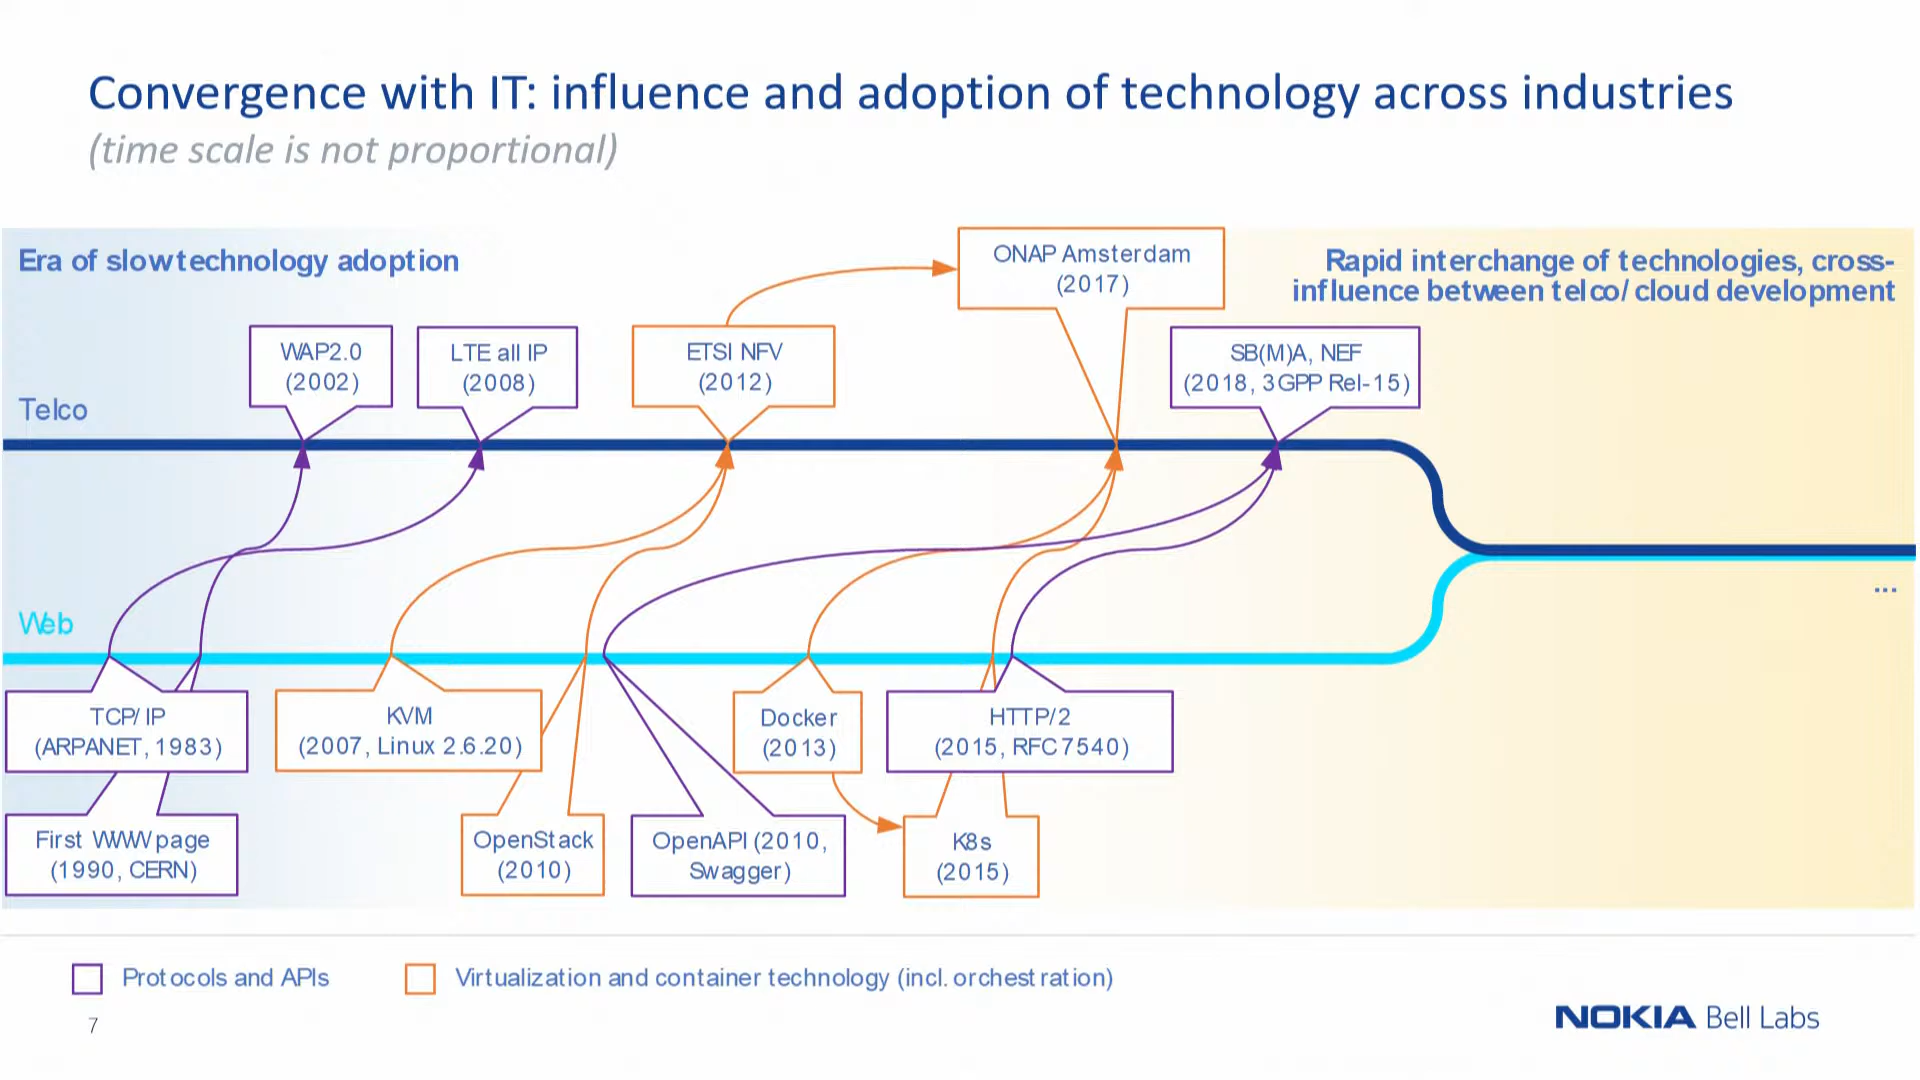 Convergence with IT: influence and adoption of technology across industries
(time scale is not proportional)
Era of slow technology adoption
ONAP Amsterdam
(2017)
Rapid interchange of technologies, cross-
influence between telco/ cloud development
WAP2.0
(2002)
LTE all IP
(2008)
ETSI NFV
(2012)
SB(M)A, NEF
(2018, 3GPP Rel-15)
Telco
...
Web
TCP/ IP
(ARPANET, 1983)
KVM
(2007, Linux 2.6.20)
Docker
(2013)
HTTP/2
(2015, RFC7540)
First WWW page
(1990, CERN)
OpenStack
(2010)
OpenAPI (2010,
Swagger)
K8s
(2015)
Protocols and APIs
Virtualization and container technology (incl. orchestration)
7
NOKIA Bell Labs